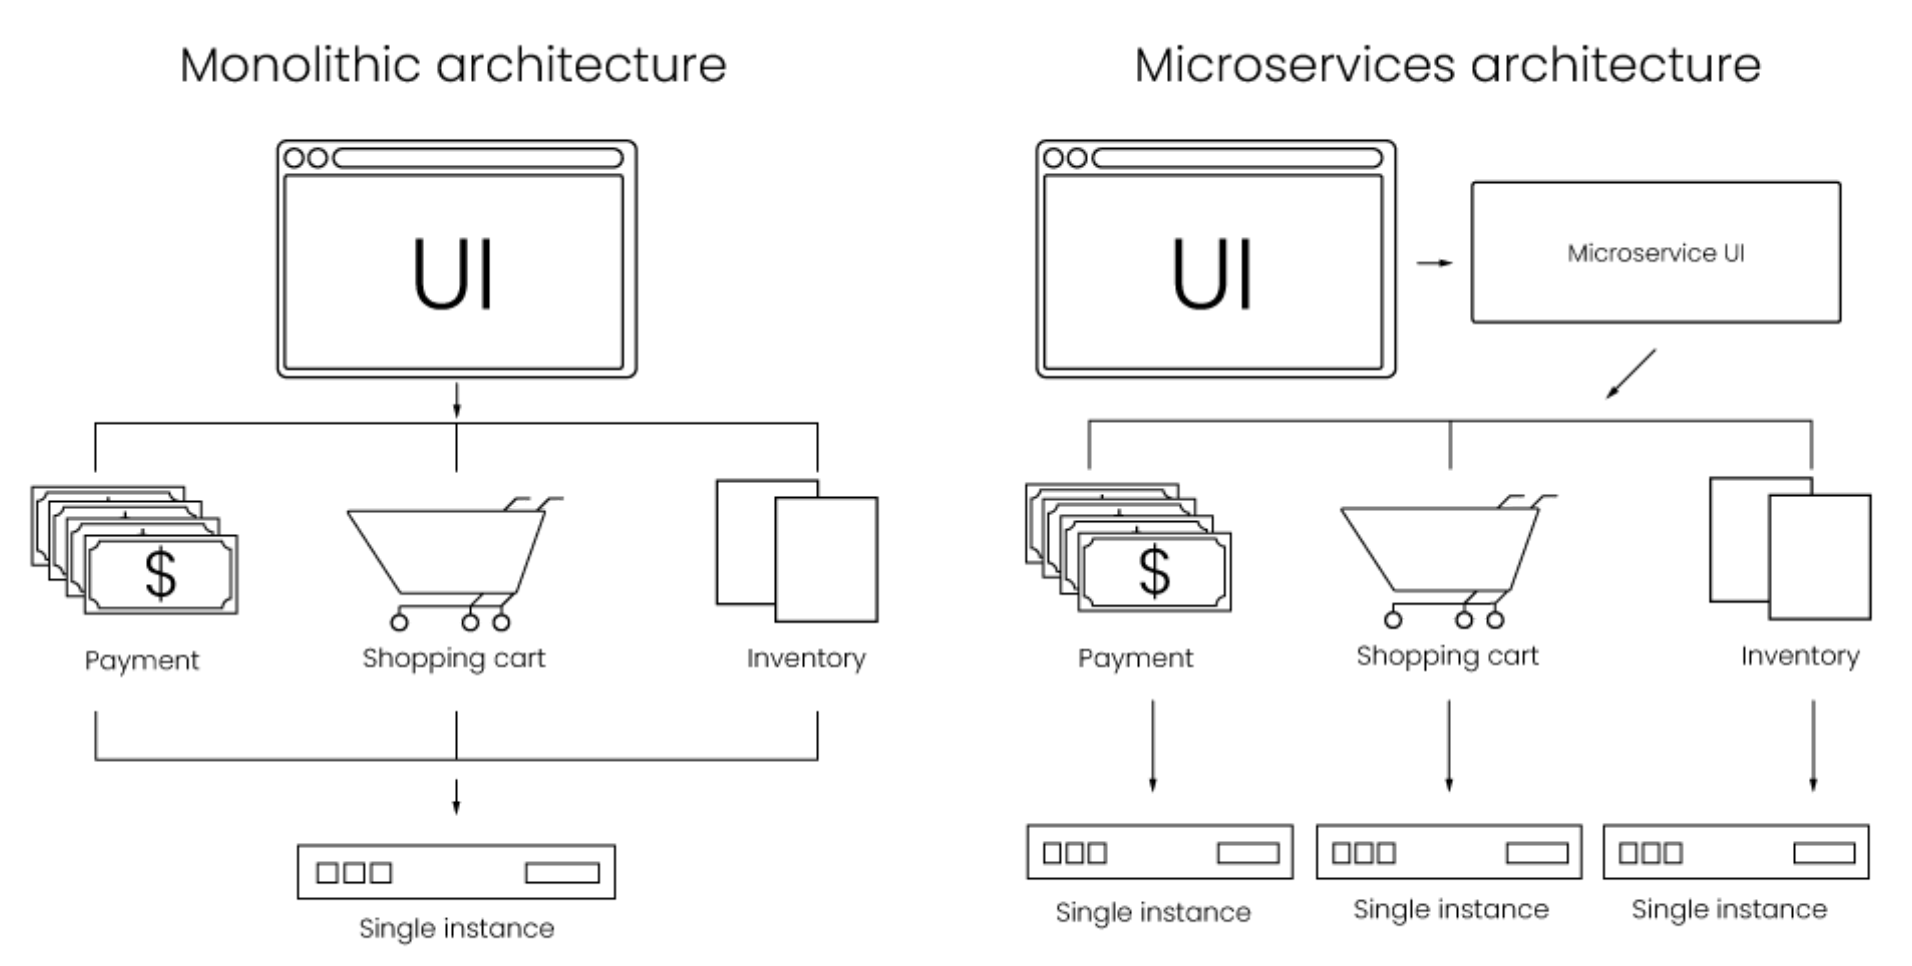 Monolithic architecture
UI
$
Payment
Shopping cart
Inventory
Single instance
Microservices architecture
UI
Microservice UI
$
Payment
Shopping cart
Inventory
Single instance
Single instance
Single instance